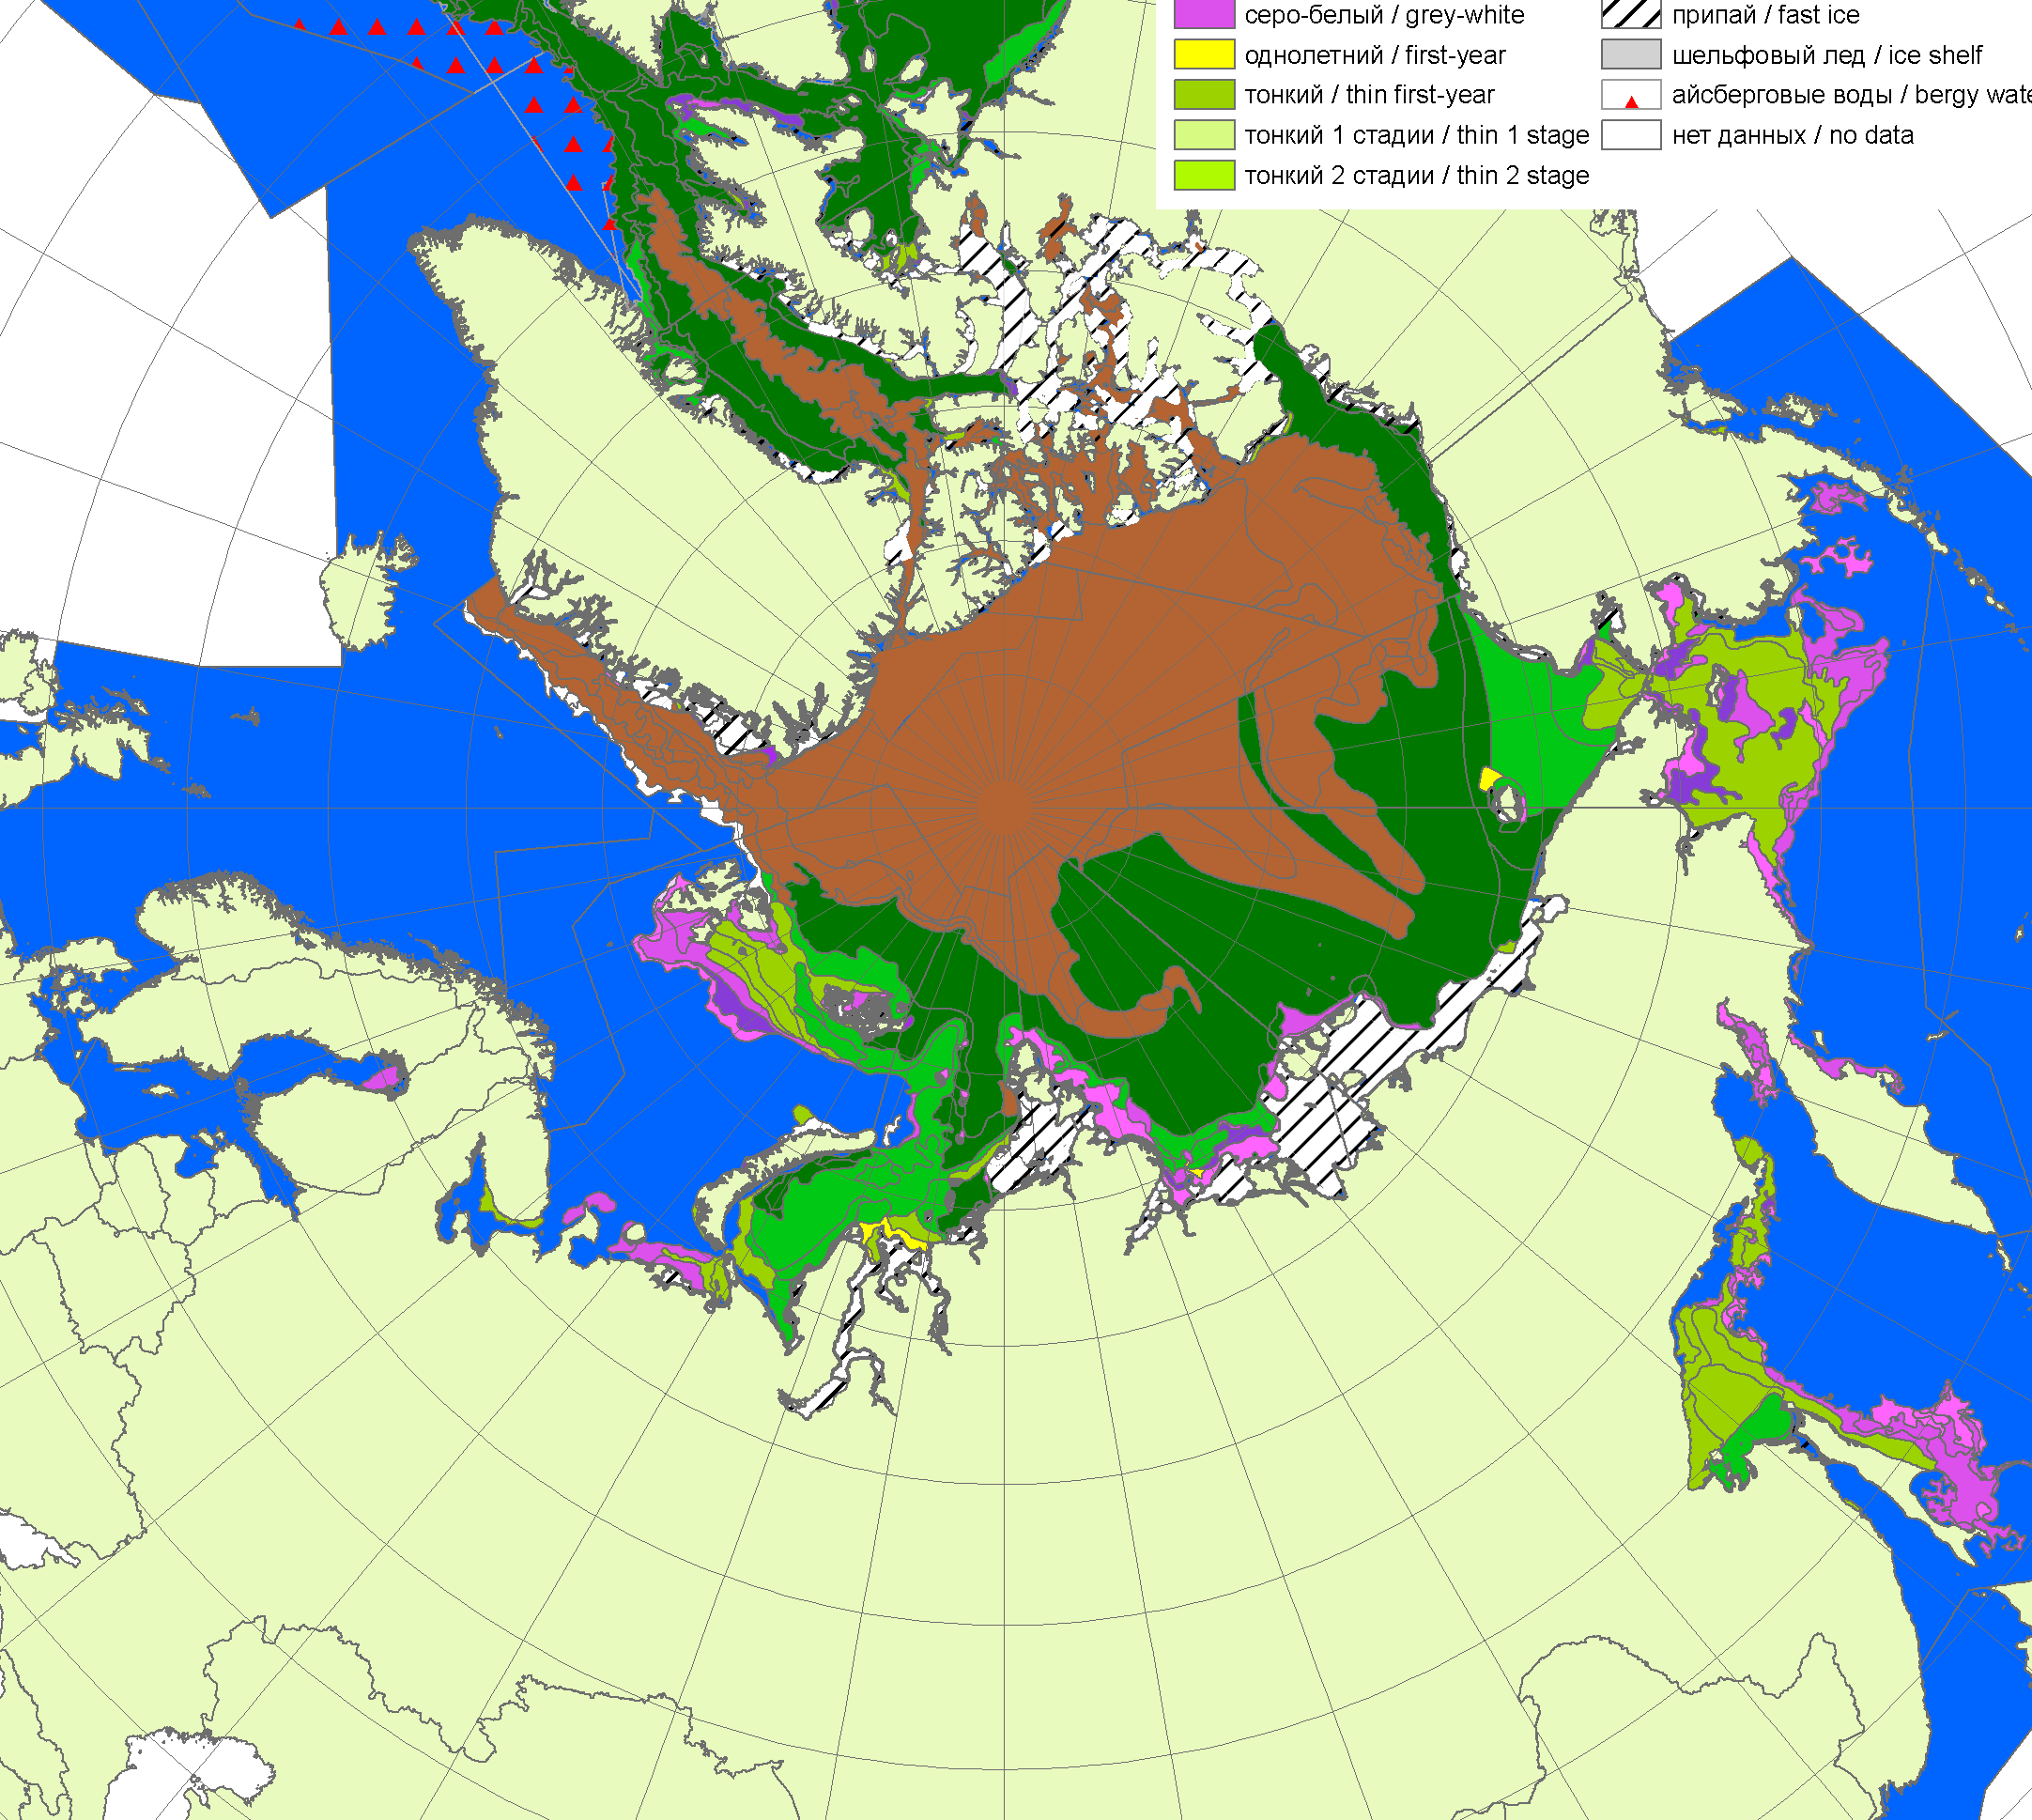 серо-белый / grey-white
однолетний / first-year
тонкий / thin first-year
тонкий 1 стадии / thin 1 stage
тонкий 2 стадии / thin 2 stage
припай / fast ice
шельфовый лед / ice shelf
айсберговые воды / bergy wate
нет данных / no data